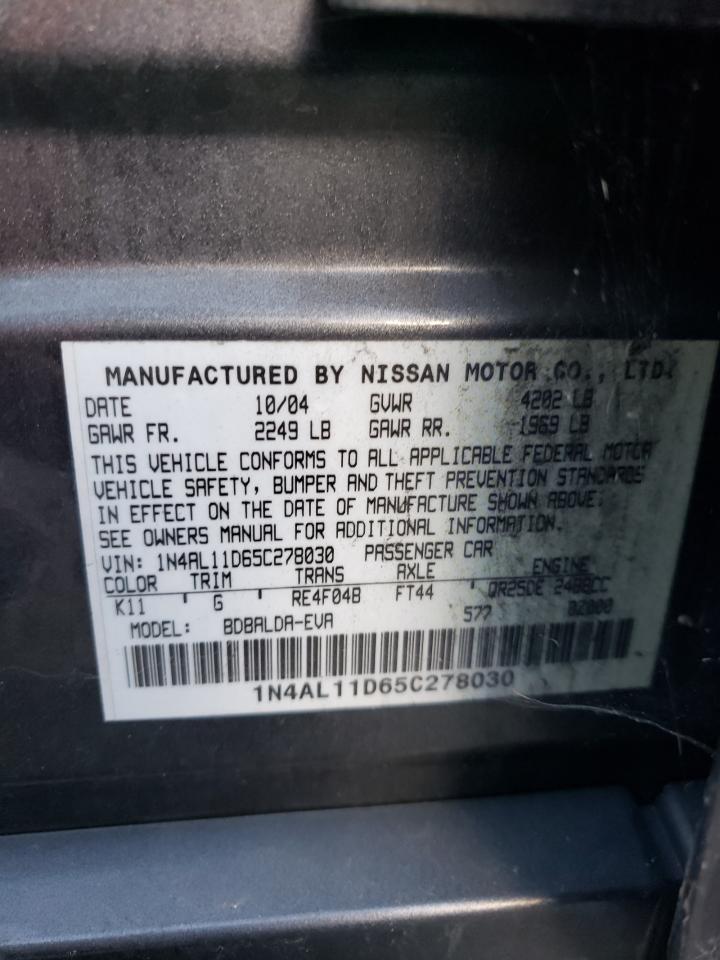 MANUFACTURED BY NISSAN MOTOR CO., LTD.
DATE 10/04 GVWR 4202 LB
GAWR FR. 2249 LB GAWR RR. 1969 LB
THIS VEHICLE CONFORMS TO ALL APPLICABLE FEDERAL MOTOR
VEHICLE SAFETY, BUMPER AND THEFT PREVENTION STANDARDS
IN EFFECT ON THE DATE OF MANUFACTURE SHOWN ABOVE.
SEE OWNERS MANUAL FOR ADDITIONAL INFORMATION.
VIN: 1N4AL11D65C278030 PASSENGER CAR
COLOR TRIM TRANS AXLE ENGINE
K11 G RE4F04B FT44 QR25DE 2488CC
MODEL: BDBALDA-EVA 577
1N4AL11D65C278030